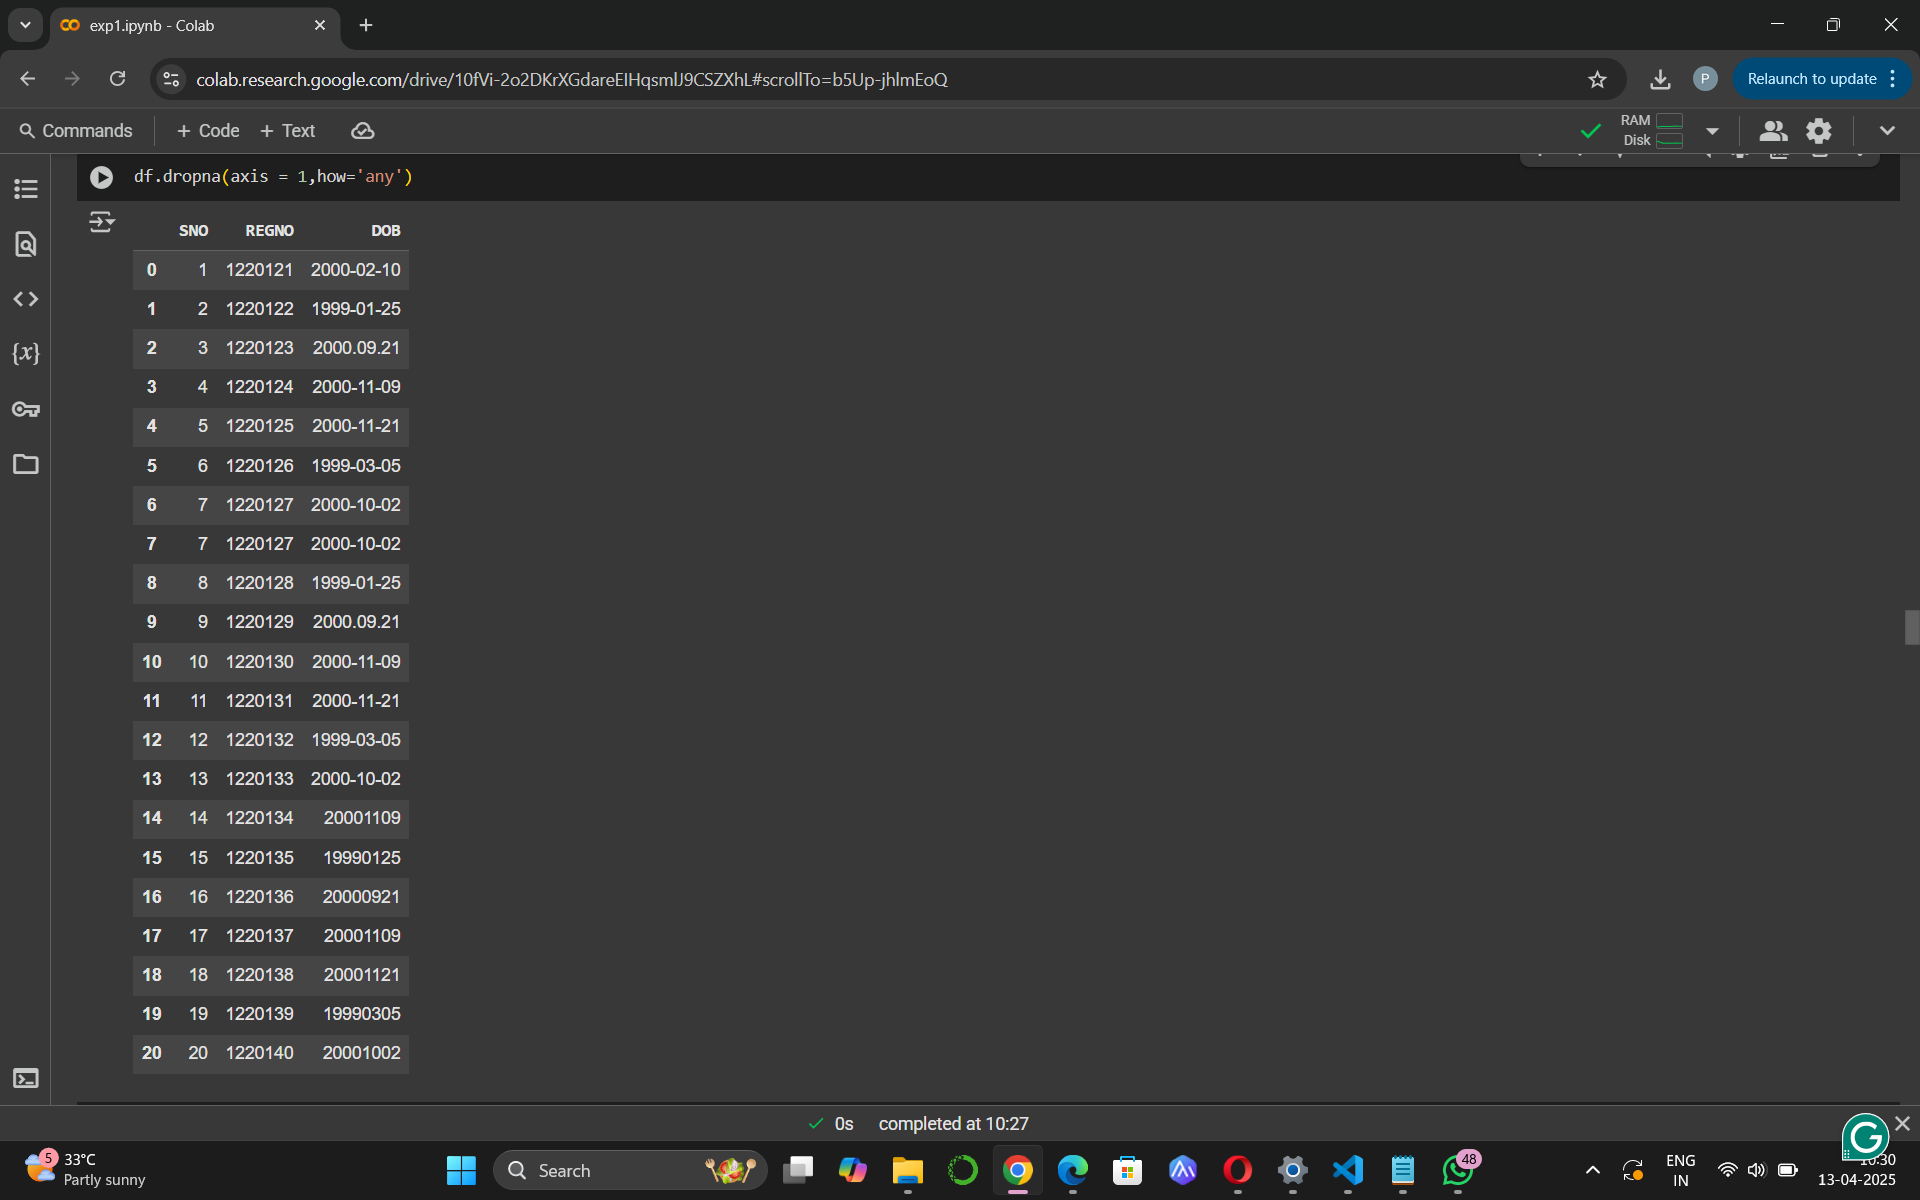 exp1.ipynb - Colab
colab.research.google.com/drive/10fVi-2o2DKrXGdareEIHqsmlJ9CSZXhL#scrollTo=b5Up-jhlmEoQ
P
Relaunch to update
Commands
+ Code
+ Text
RAM
Disk
df.dropna(axis = 1,how='any')
SNO REGNO DOB
0 1 1220121 2000-02-10
1 2 1220122 1999-01-25
2 3 1220123 2000.09.21
3 4 1220124 2000-11-09
4 5 1220125 2000-11-21
5 6 1220126 1999-03-05
6 7 1220127 2000-10-02
7 7 1220127 2000-10-02
8 8 1220128 1999-01-25
9 9 1220129 2000.09.21
10 10 1220130 2000-11-09
11 11 1220131 2000-11-21
12 12 1220132 1999-03-05
13 13 1220133 2000-10-02
14 14 1220134 20001109
15 15 1220135 19990125
16 16 1220136 20000921
17 17 1220137 20001109
18 18 1220138 20001121
19 19 1220139 19990305
20 20 1220140 20001002
{x}
0s completed at 10:27
5
33°C
Partly sunny
Search
48
ENG
IN
:30
13-04-2025